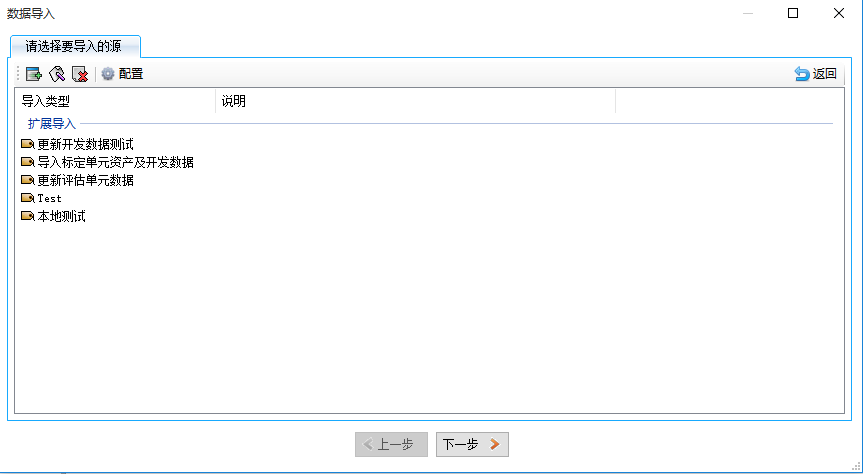 数据导入
请选择要导入的源
配置 返回
导入类型 说明
扩展导入
更新开发数据测试
导入标定单元资产及开发数据
更新评估单元数据
Test
本地测试
上一步 下一步